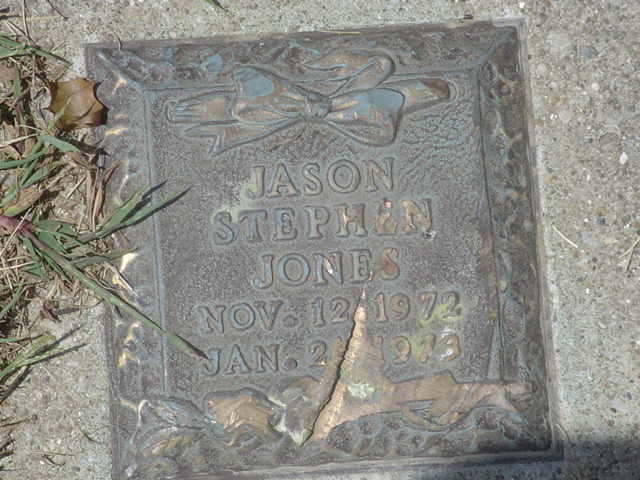 JASON
STEPHEN
JONES
NOV. 12, 1972
JAN. 1973